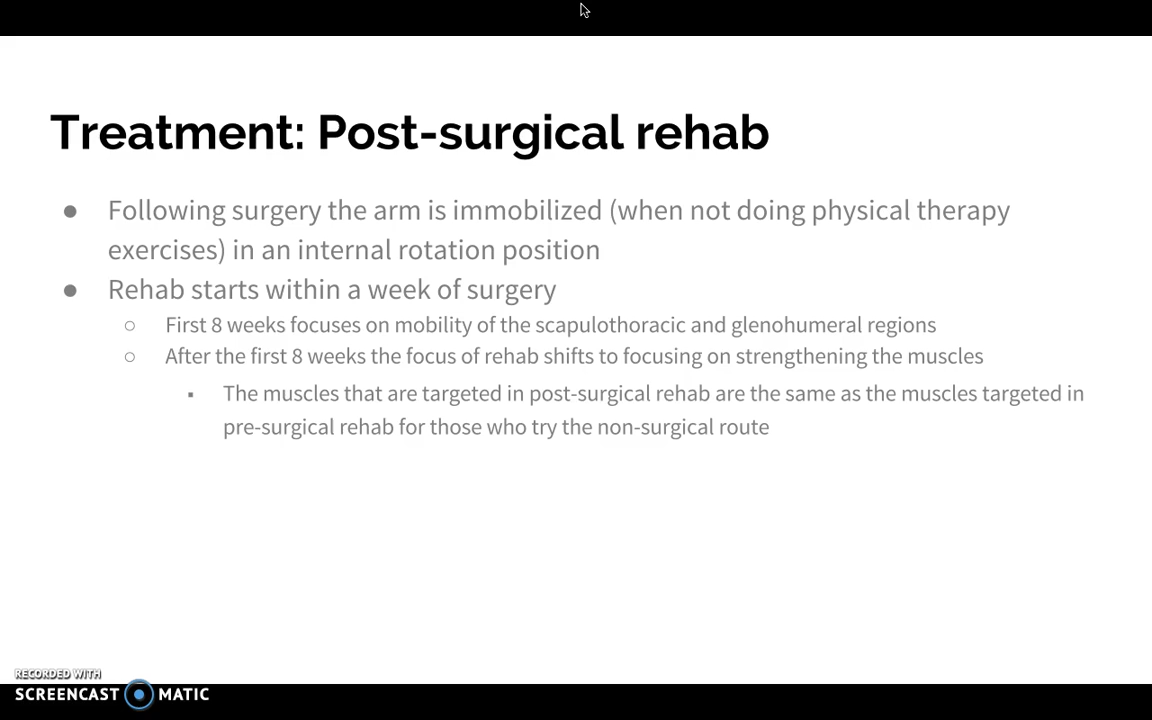 Treatment: Post-surgical rehab
● Following surgery the arm is immobilized (when not doing physical therapy
exercises) in an internal rotation position
● Rehab starts within a week of surgery
○ First 8 weeks focuses on mobility of the scapulothoracic and glenohumeral regions
○ After the first 8 weeks the focus of rehab shifts to focusing on strengthening the muscles
▪ The muscles that are targeted in post-surgical rehab are the same as the muscles targeted in
pre-surgical rehab for those who try the non-surgical route
RECORDED WITH
SCREENCAST MATIC